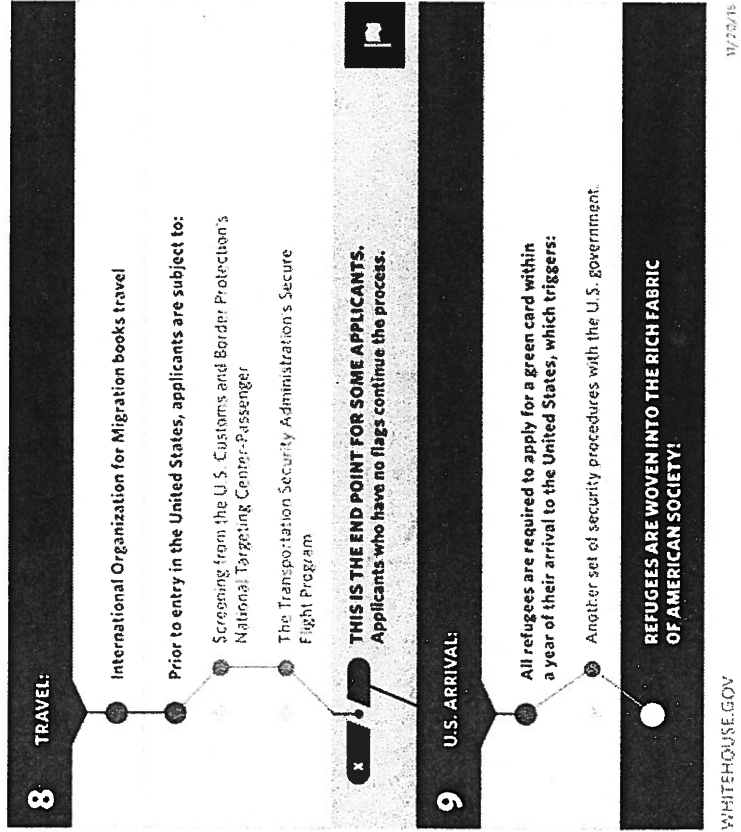 8 TRAVEL:
International Organization for Migration books travel
Prior to entry in the United States, applicants are subject to:
Screening from the U.S. Customs and Border Protection's
National Targeting Center-Passenger
The Transportation Security Administration's Secure
Flight Program
x
THIS IS THE END POINT FOR SOME APPLICANTS.
Applicants who have no flags continue the process.
9 U.S. ARRIVAL:
All refugees are required to apply for a green card within
a year of their arrival to the United States, which triggers:
Another set of security procedures with the U.S. government.
REFUGEES ARE WOVEN INTO THE RICH FABRIC
OF AMERICAN SOCIETY!
WHITEHOUSE.GOV
11/20/15